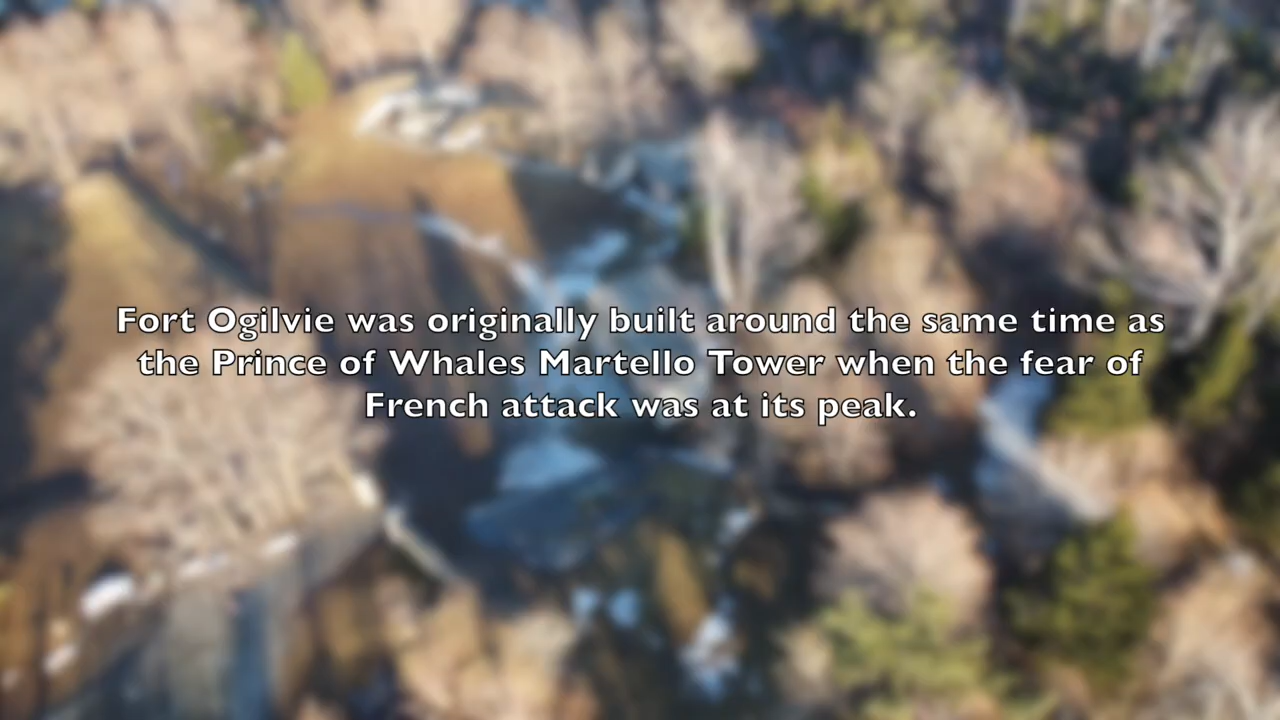 Fort Ogilvie was originally built around the same time as
the Prince of Whales Martello Tower when the fear of
French attack was at its peak.